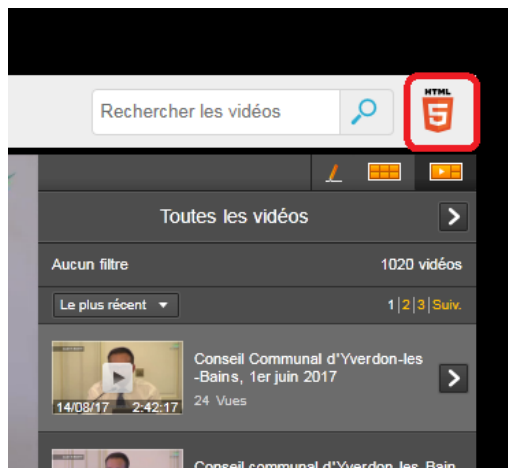 HTML
5
Rechercher les vidéos
Toutes les vidéos
Aucun filtre
1020 vidéos
Le plus récent
1|2|3|Suiv.
Conseil Communal d'Yverdon-les
-Bains, 1er juin 2017
24 Vues
14/08/17 2:42:17
Conseil communal d'Yverdon-les-Bain